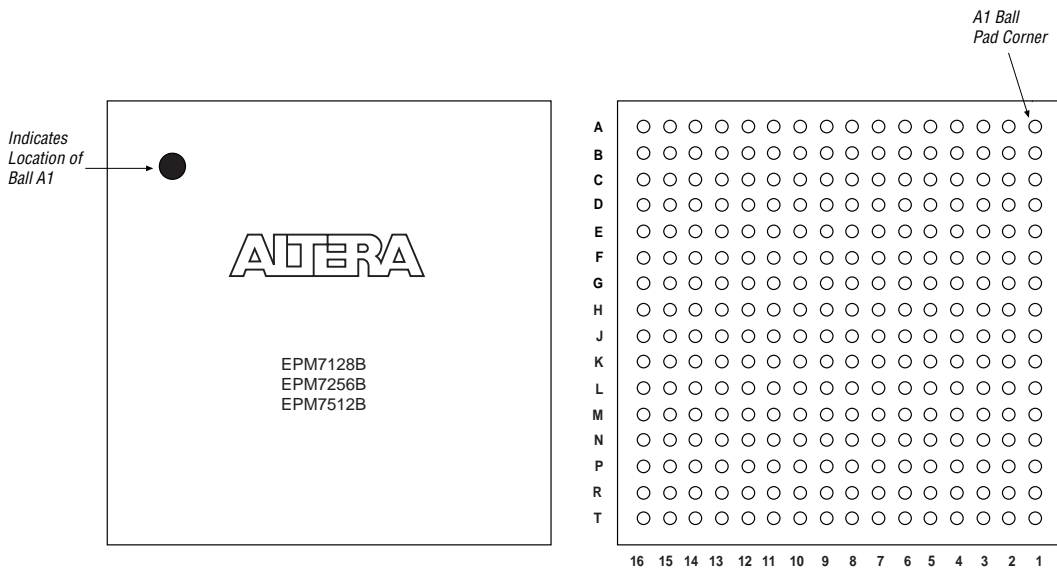 A1 Ball
Pad Corner
Indicates
Location of
Ball A1
ALTERA
EPM7128B
EPM7256B
EPM7512B
A
B
C
D
E
F
G
H
J
K
L
M
N
P
R
T
16 15 14 13 12 11 10 9 8 7 6 5 4 3 2 1